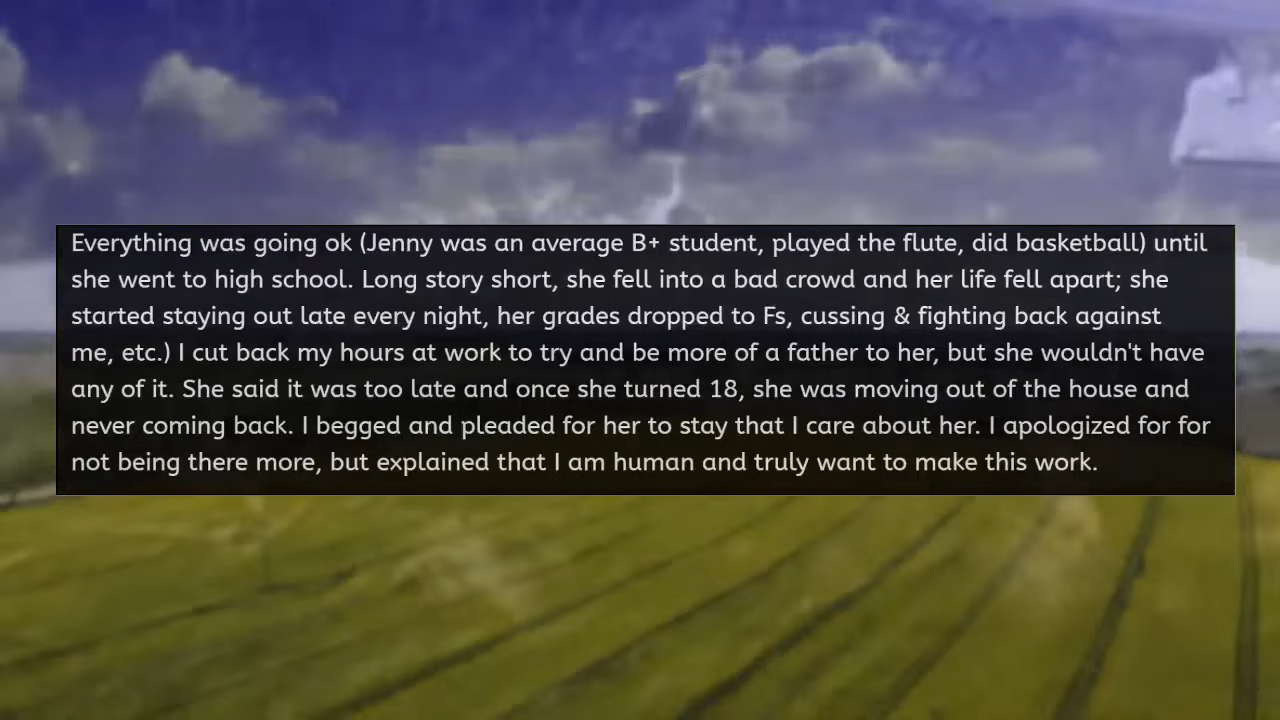 Everything was going ok (Jenny was an average B+ student, played the flute, did basketball) until
she went to high school. Long story short, she fell into a bad crowd and her life fell apart; she
started staying out late every night, her grades dropped to Fs, cussing & fighting back against
me, etc.) I cut back my hours at work to try and be more of a father to her, but she wouldn't have
any of it. She said it was too late and once she turned 18, she was moving out of the house and
never coming back. I begged and pleaded for her to stay that I care about her. I apologized for for
not being there more, but explained that I am human and truly want to make this work.